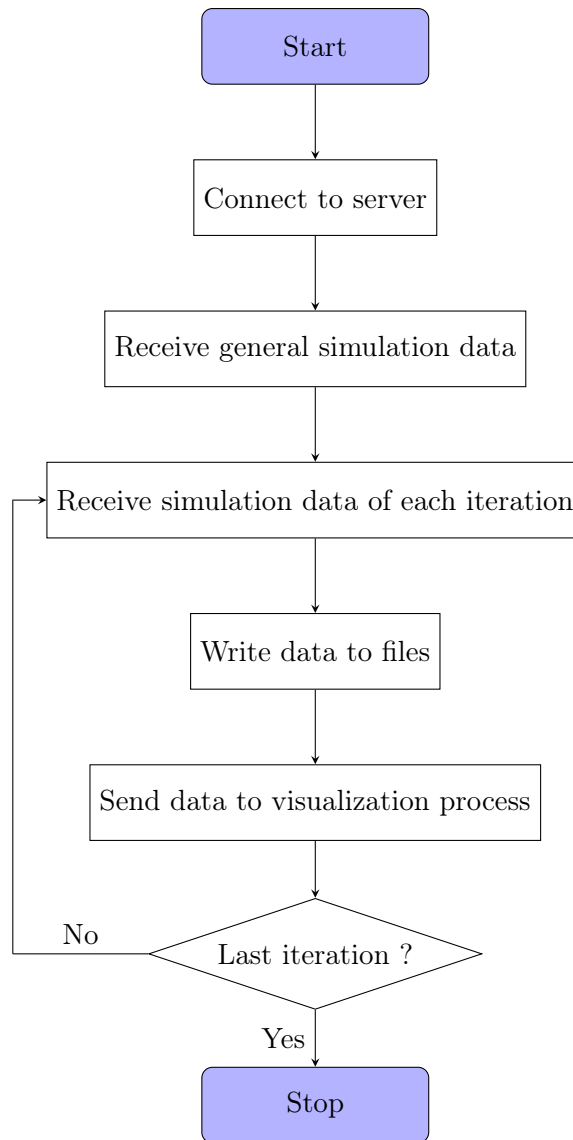 Start
Connect to server
Receive general simulation data
Receive simulation data of each iteration
Write data to files
Send data to visualization process
No
Last iteration ?
Yes
Stop